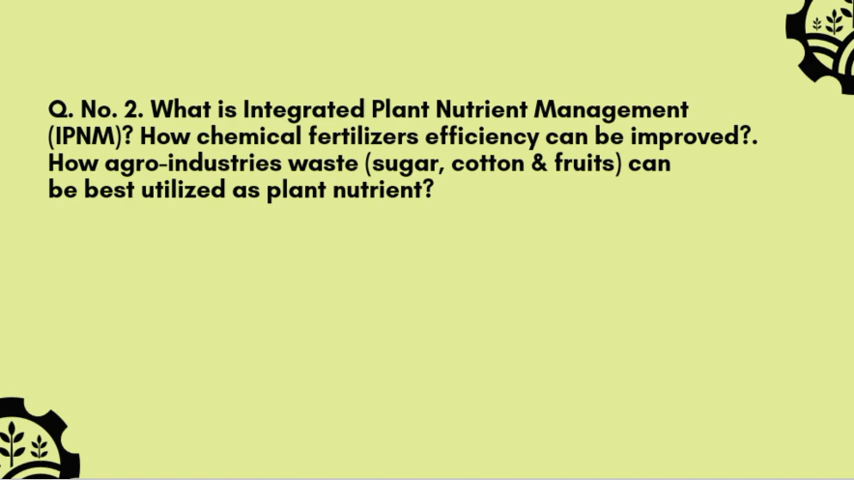 Q. No. 2. What is Integrated Plant Nutrient Management
(IPNM)? How chemical fertilizers efficiency can be improved?.
How agro-industries waste (sugar, cotton & fruits) can
be best utilized as plant nutrient?